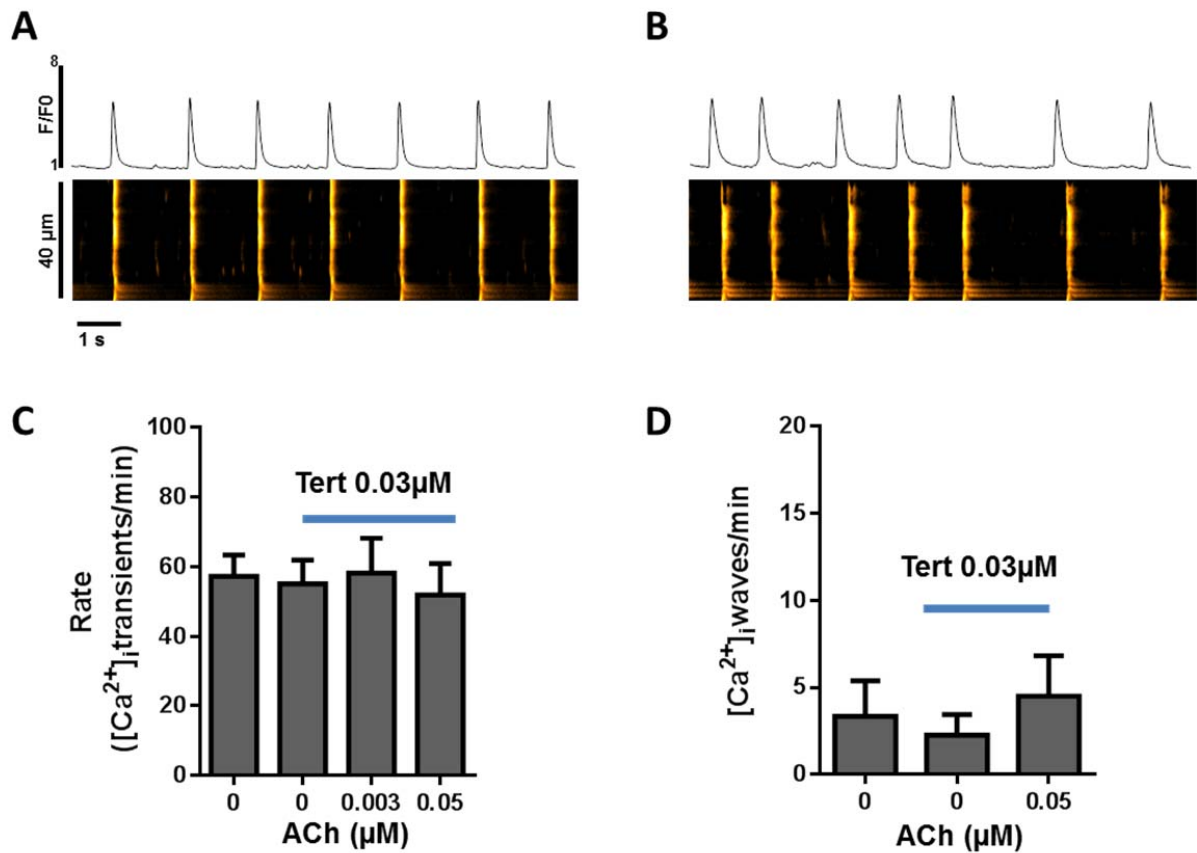 A
B
8
F/F0
1
40 µm
1 s
C
D
100
80
60
40
20
0
Rate
([Ca²⁺]ᵢtransients/min)
Tert 0.03µM
0 0 0.003 0.05
ACh (µM)
20
15
10
5
0
[Ca²⁺]ᵢwaves/min
Tert 0.03µM
0 0 0.05
ACh (µM)